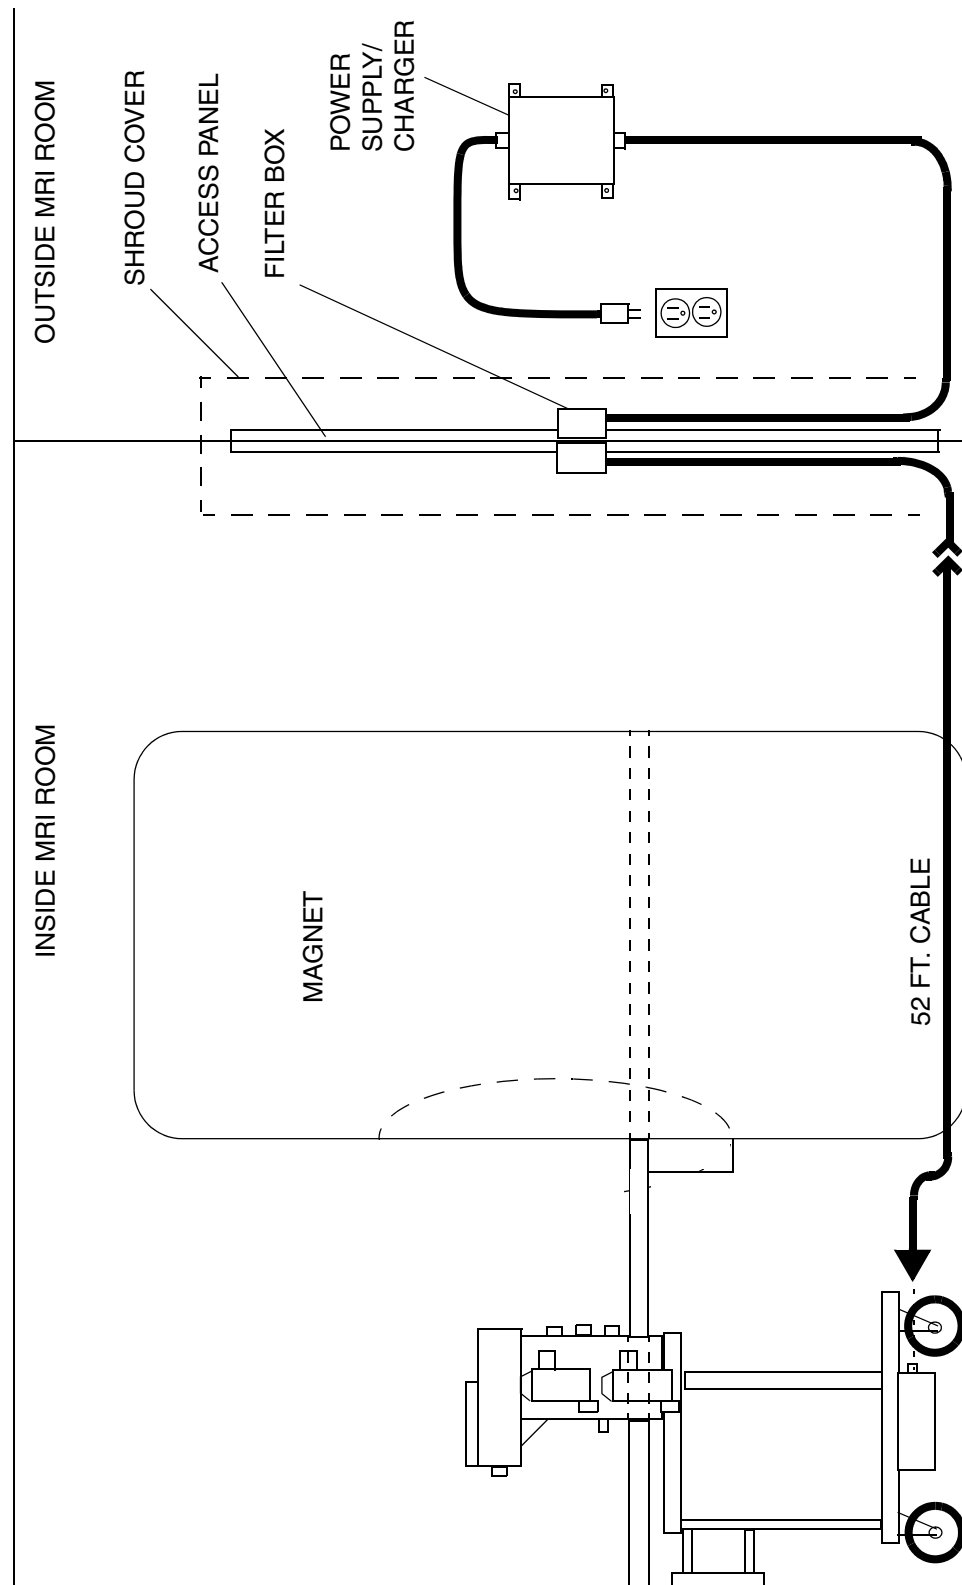 INSIDE MRI ROOM
OUTSIDE MRI ROOM
SHROUD COVER
ACCESS PANEL
FILTER BOX
POWER
SUPPLY/
CHARGER
MAGNET
52 FT. CABLE